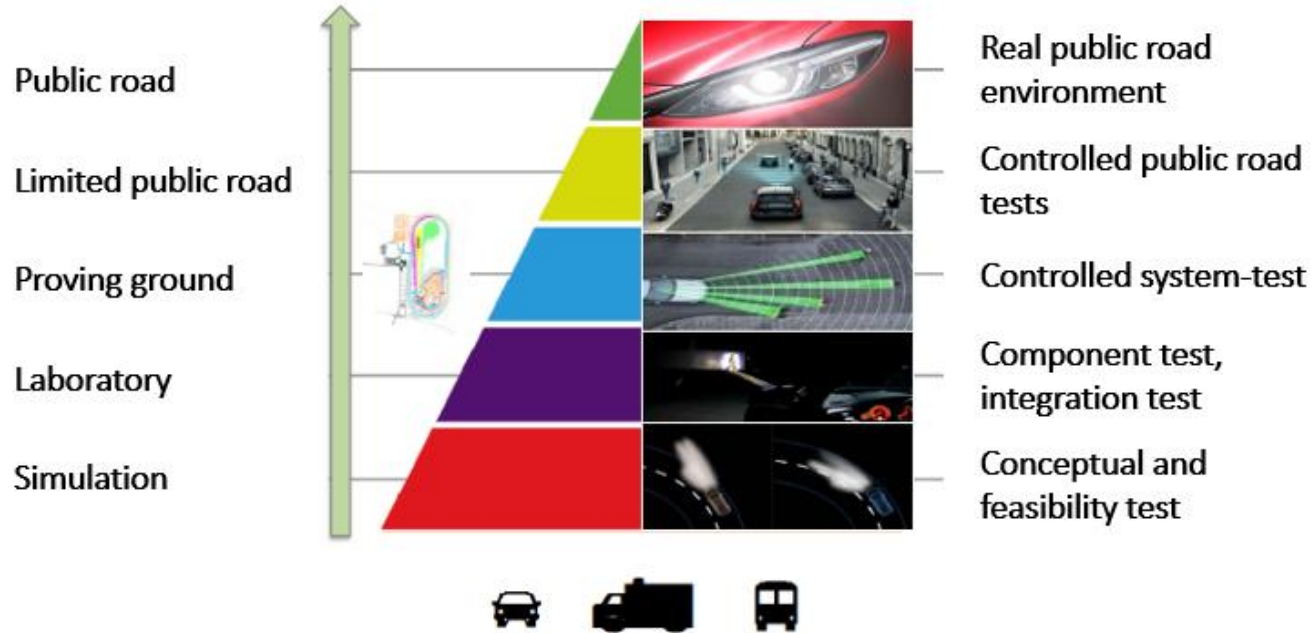 Public road
Real public road
environment
Limited public road
Controlled public road
tests
Proving ground
Controlled system-test
Laboratory
Component test,
integration test
Simulation
Conceptual and
feasibility test